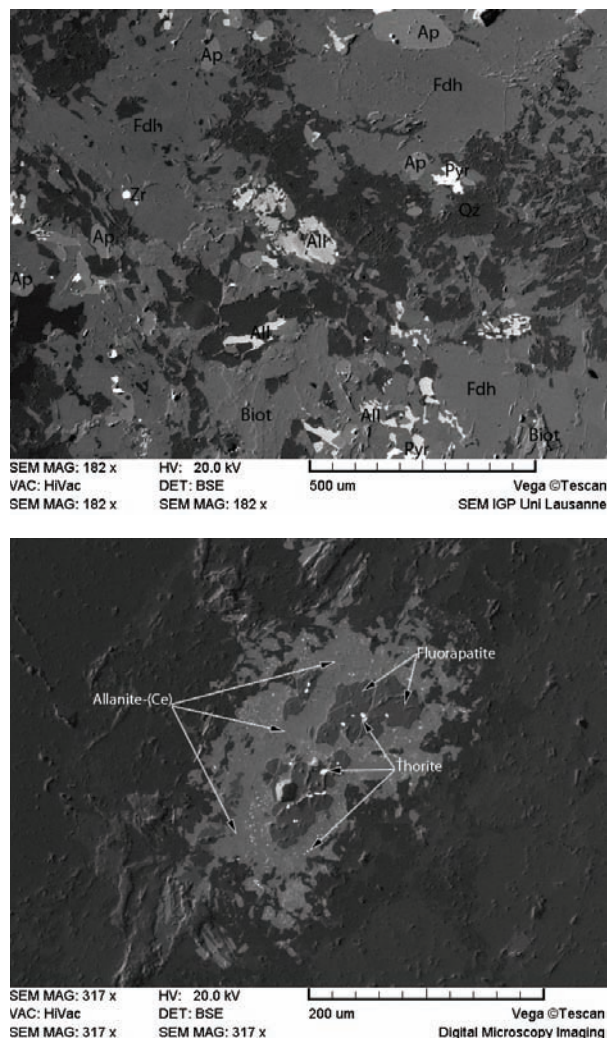 Ap
Ap
Fdh
Fdh
Ap
Pyr
Zr
Qz
Ap
All
Ap
All
Fdh
Biot
All
Biot
Pyr
SEM MAG: 182 x HV: 20.0 kV
VAC: HiVac DET: BSE 500 um Vega ©Tescan
SEM MAG: 182 x SEM MAG: 182 x SEM IGP Uni Lausanne
Fluorapatite
Allanite-(Ce)
Thorite
SEM MAG: 317 x HV: 20.0 kV
VAC: HiVac DET: BSE 200 um Vega ©Tescan
SEM MAG: 317 x SEM MAG: 317 x Digital Microscopy Imaging